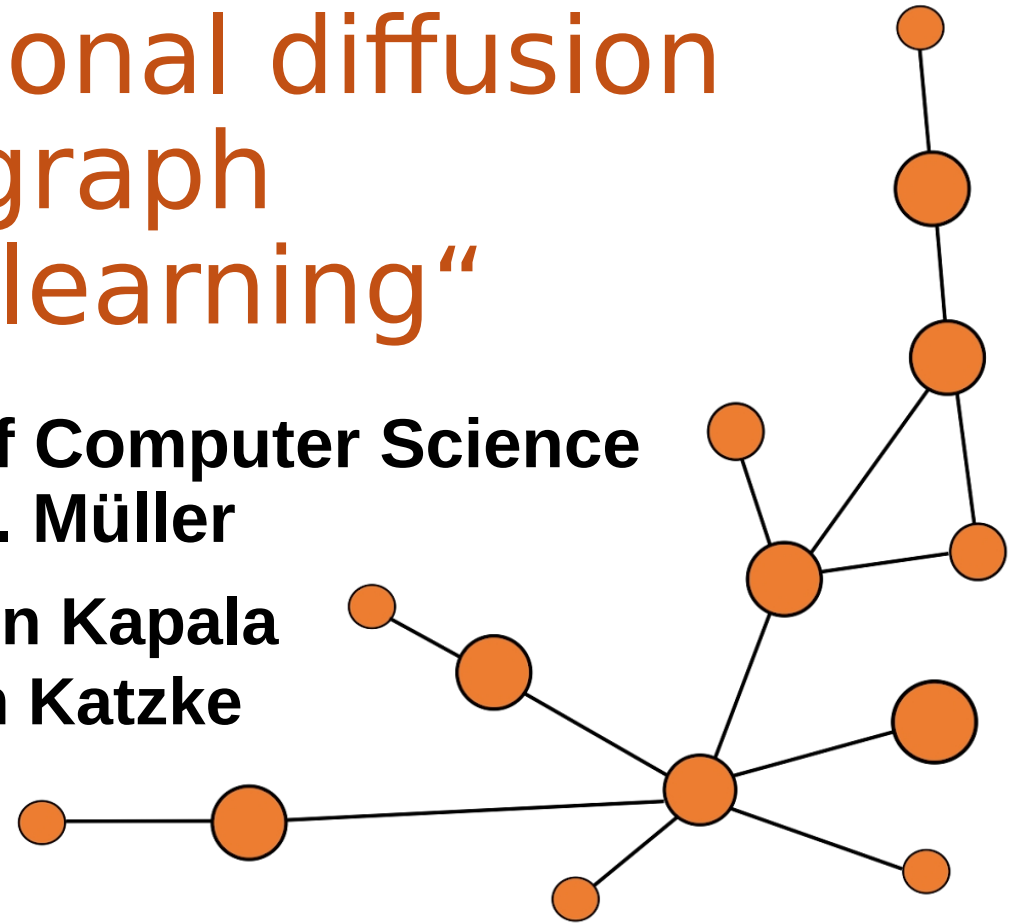 onal diffusion
graph
learning“
f Computer Science
. Müller
n Kapala
n Katzke